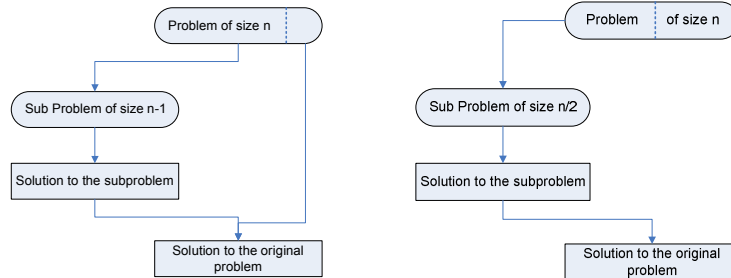 Problem of size n
Sub Problem of size n-1
Solution to the subproblem
Solution to the original
problem
Problem of size n
Sub Problem of size n/2
Solution to the subproblem
Solution to the original
problem